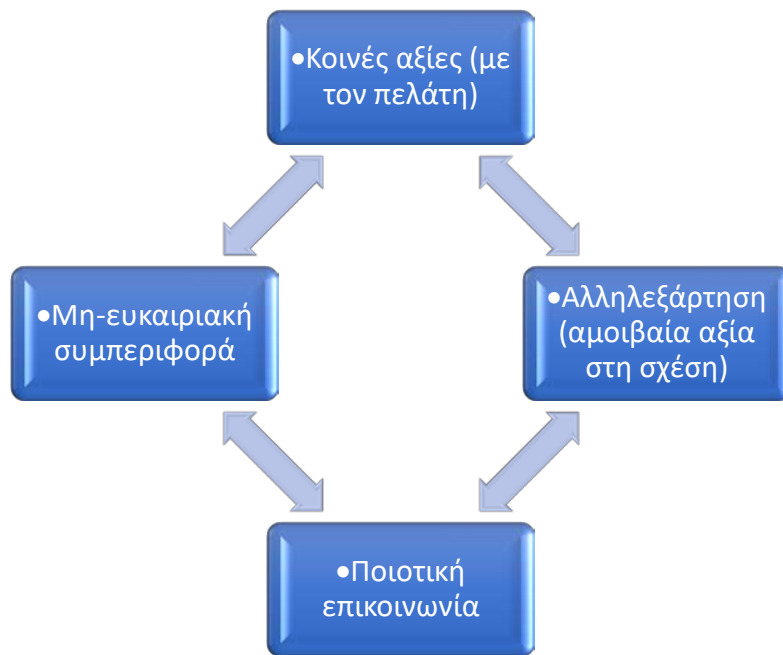 •Κοινές αξίες (με
τον πελάτη)
•Μη-ευκαιριακή
συμπεριφορά
•Αλληλεξάρτηση
(αμοιβαία αξία
στη σχέση)
•Ποιοτική
επικοινωνία